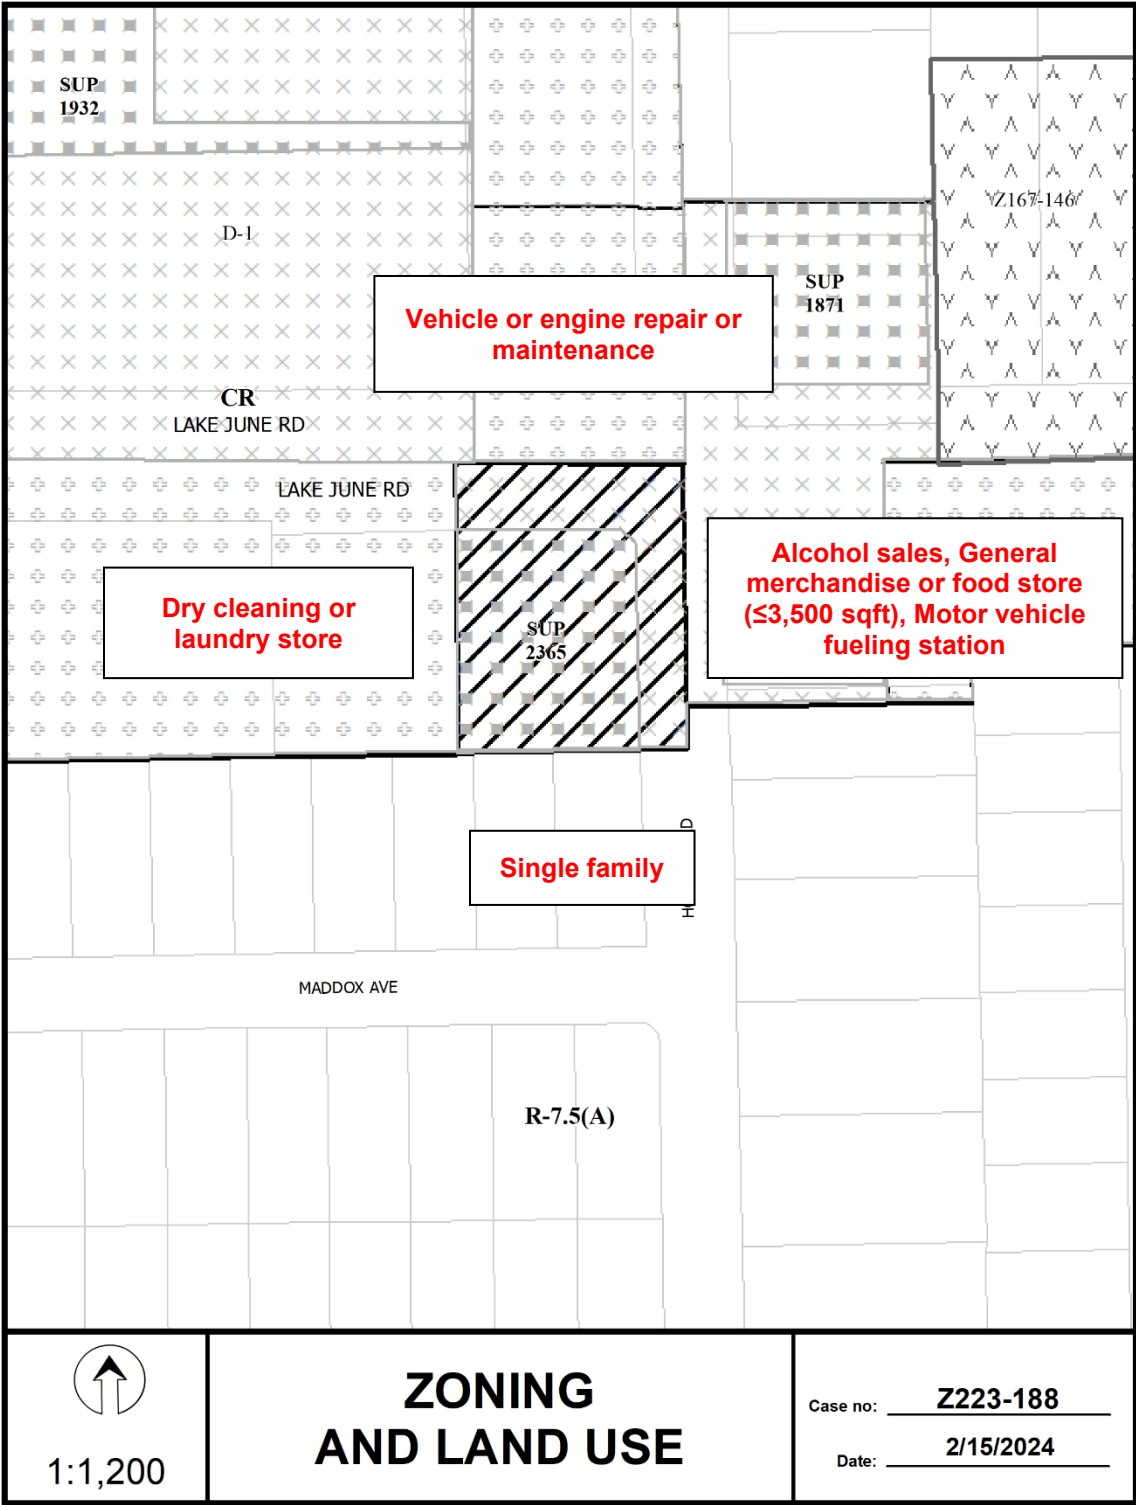 SUP
1932
D-1
Z167-146
SUP
1871
Vehicle or engine repair or
maintenance
CR
LAKE JUNE RD
LAKE JUNE RD
Dry cleaning or
laundry store
SUP
2365
Alcohol sales, General
merchandise or food store
(≤3,500 sqft), Motor vehicle
fueling station
Single family
MADDOX AVE
R-7.5(A)
1:1,200
ZONING
AND LAND USE
Case no: Z223-188
Date: 2/15/2024